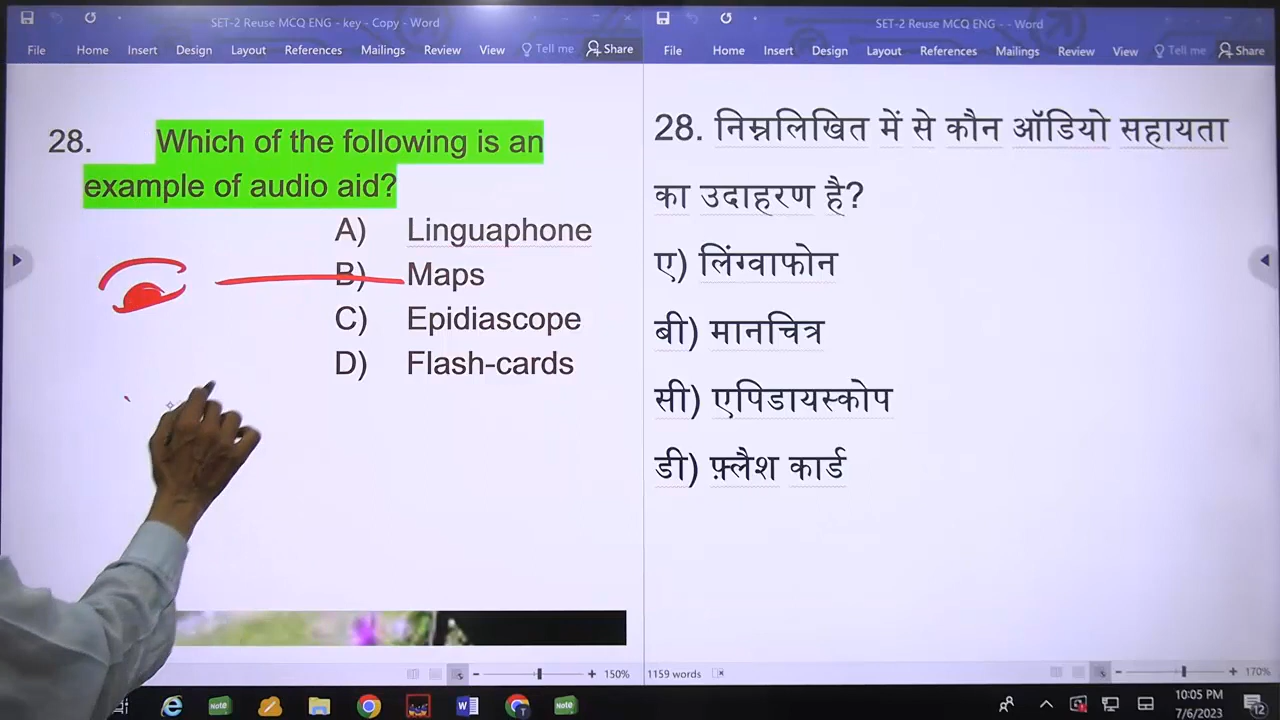 SET-2 Reuse MCQ ENG - key - Copy - Word
File Home Insert Design Layout References Mailings Review View Tell me Share
28. Which of the following is an
example of audio aid?
A) Linguaphone
B) Maps
C) Epidiascope
D) Flash-cards
150%
SET-2 Reuse MCQ ENG - - Word
File Home Insert Design Layout References Mailings Review View Tell me Share
28. निम्नलिखित में से कौन ऑडियो सहायता
का उदाहरण है?
ए) लिंग्वाफोन
बी) मानचित्र
सी) एपिडायस्कोप
डी) फ़्लैश कार्ड
1159 words 170%
Note Note
10:05 PM
7/6/2023
12